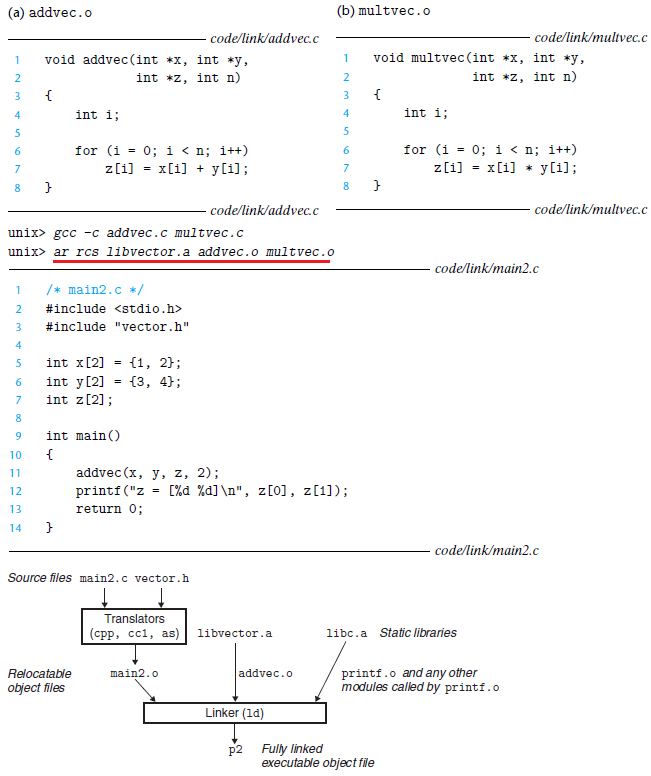 (a) addvec.o
code/link/addvec.c
1 void addvec(int *x, int *y,
2 int *z, int n)
3 {
4 int i;
5
6 for (i = 0; i < n; i++)
7 z[i] = x[i] + y[i];
8 }
code/link/addvec.c
(b) multvec.o
code/link/multvec.c
1 void multvec(int *x, int *y,
2 int *z, int n)
3 {
4 int i;
5
6 for (i = 0; i < n; i++)
7 z[i] = x[i] * y[i];
8 }
code/link/multvec.c
unix> gcc -c addvec.c multvec.c
unix> ar rcs libvector.a addvec.o multvec.o
code/link/main2.c
1 /* main2.c */
2 #include <stdio.h>
3 #include "vector.h"
4
5 int x[2] = {1, 2};
6 int y[2] = {3, 4};
7 int z[2];
8
9 int main()
10 {
11 addvec(x, y, z, 2);
12 printf("z = [%d %d]\n", z[0], z[1]);
13 return 0;
14 }
code/link/main2.c
Source files main2.c vector.h
Translators
(cpp, cc1, as)
libvector.a
libc.a Static libraries
Relocatable
object files
main2.o
addvec.o
printf.o and any other
modules called by printf.o
Linker (ld)
p2 Fully linked
executable object file